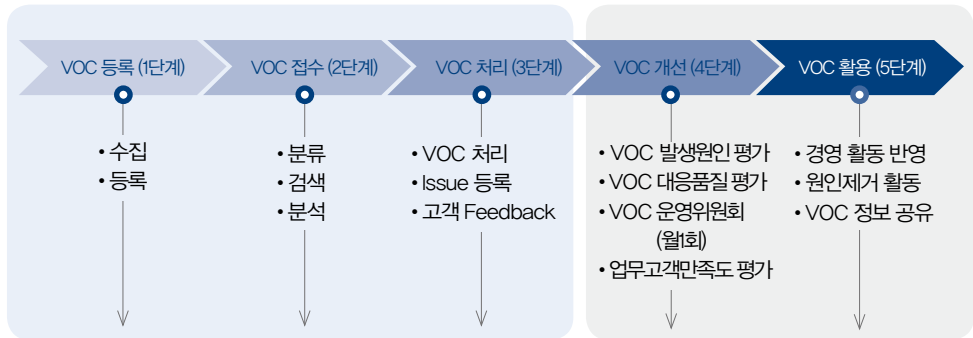 VOC 등록 (1단계)
VOC 접수 (2단계)
VOC 처리 (3단계)
VOC 개선 (4단계)
VOC 활용 (5단계)
• 수집
• 등록
• 분류
• 검색
• 분석
• VOC 처리
• Issue 등록
• 고객 Feedback
• VOC 발생원인 평가
• VOC 대응품질 평가
• VOC 운영위원회
(월1회)
• 업무고객만족도 평가
• 경영 활동 반영
• 원인제거 활동
• VOC 정보 공유